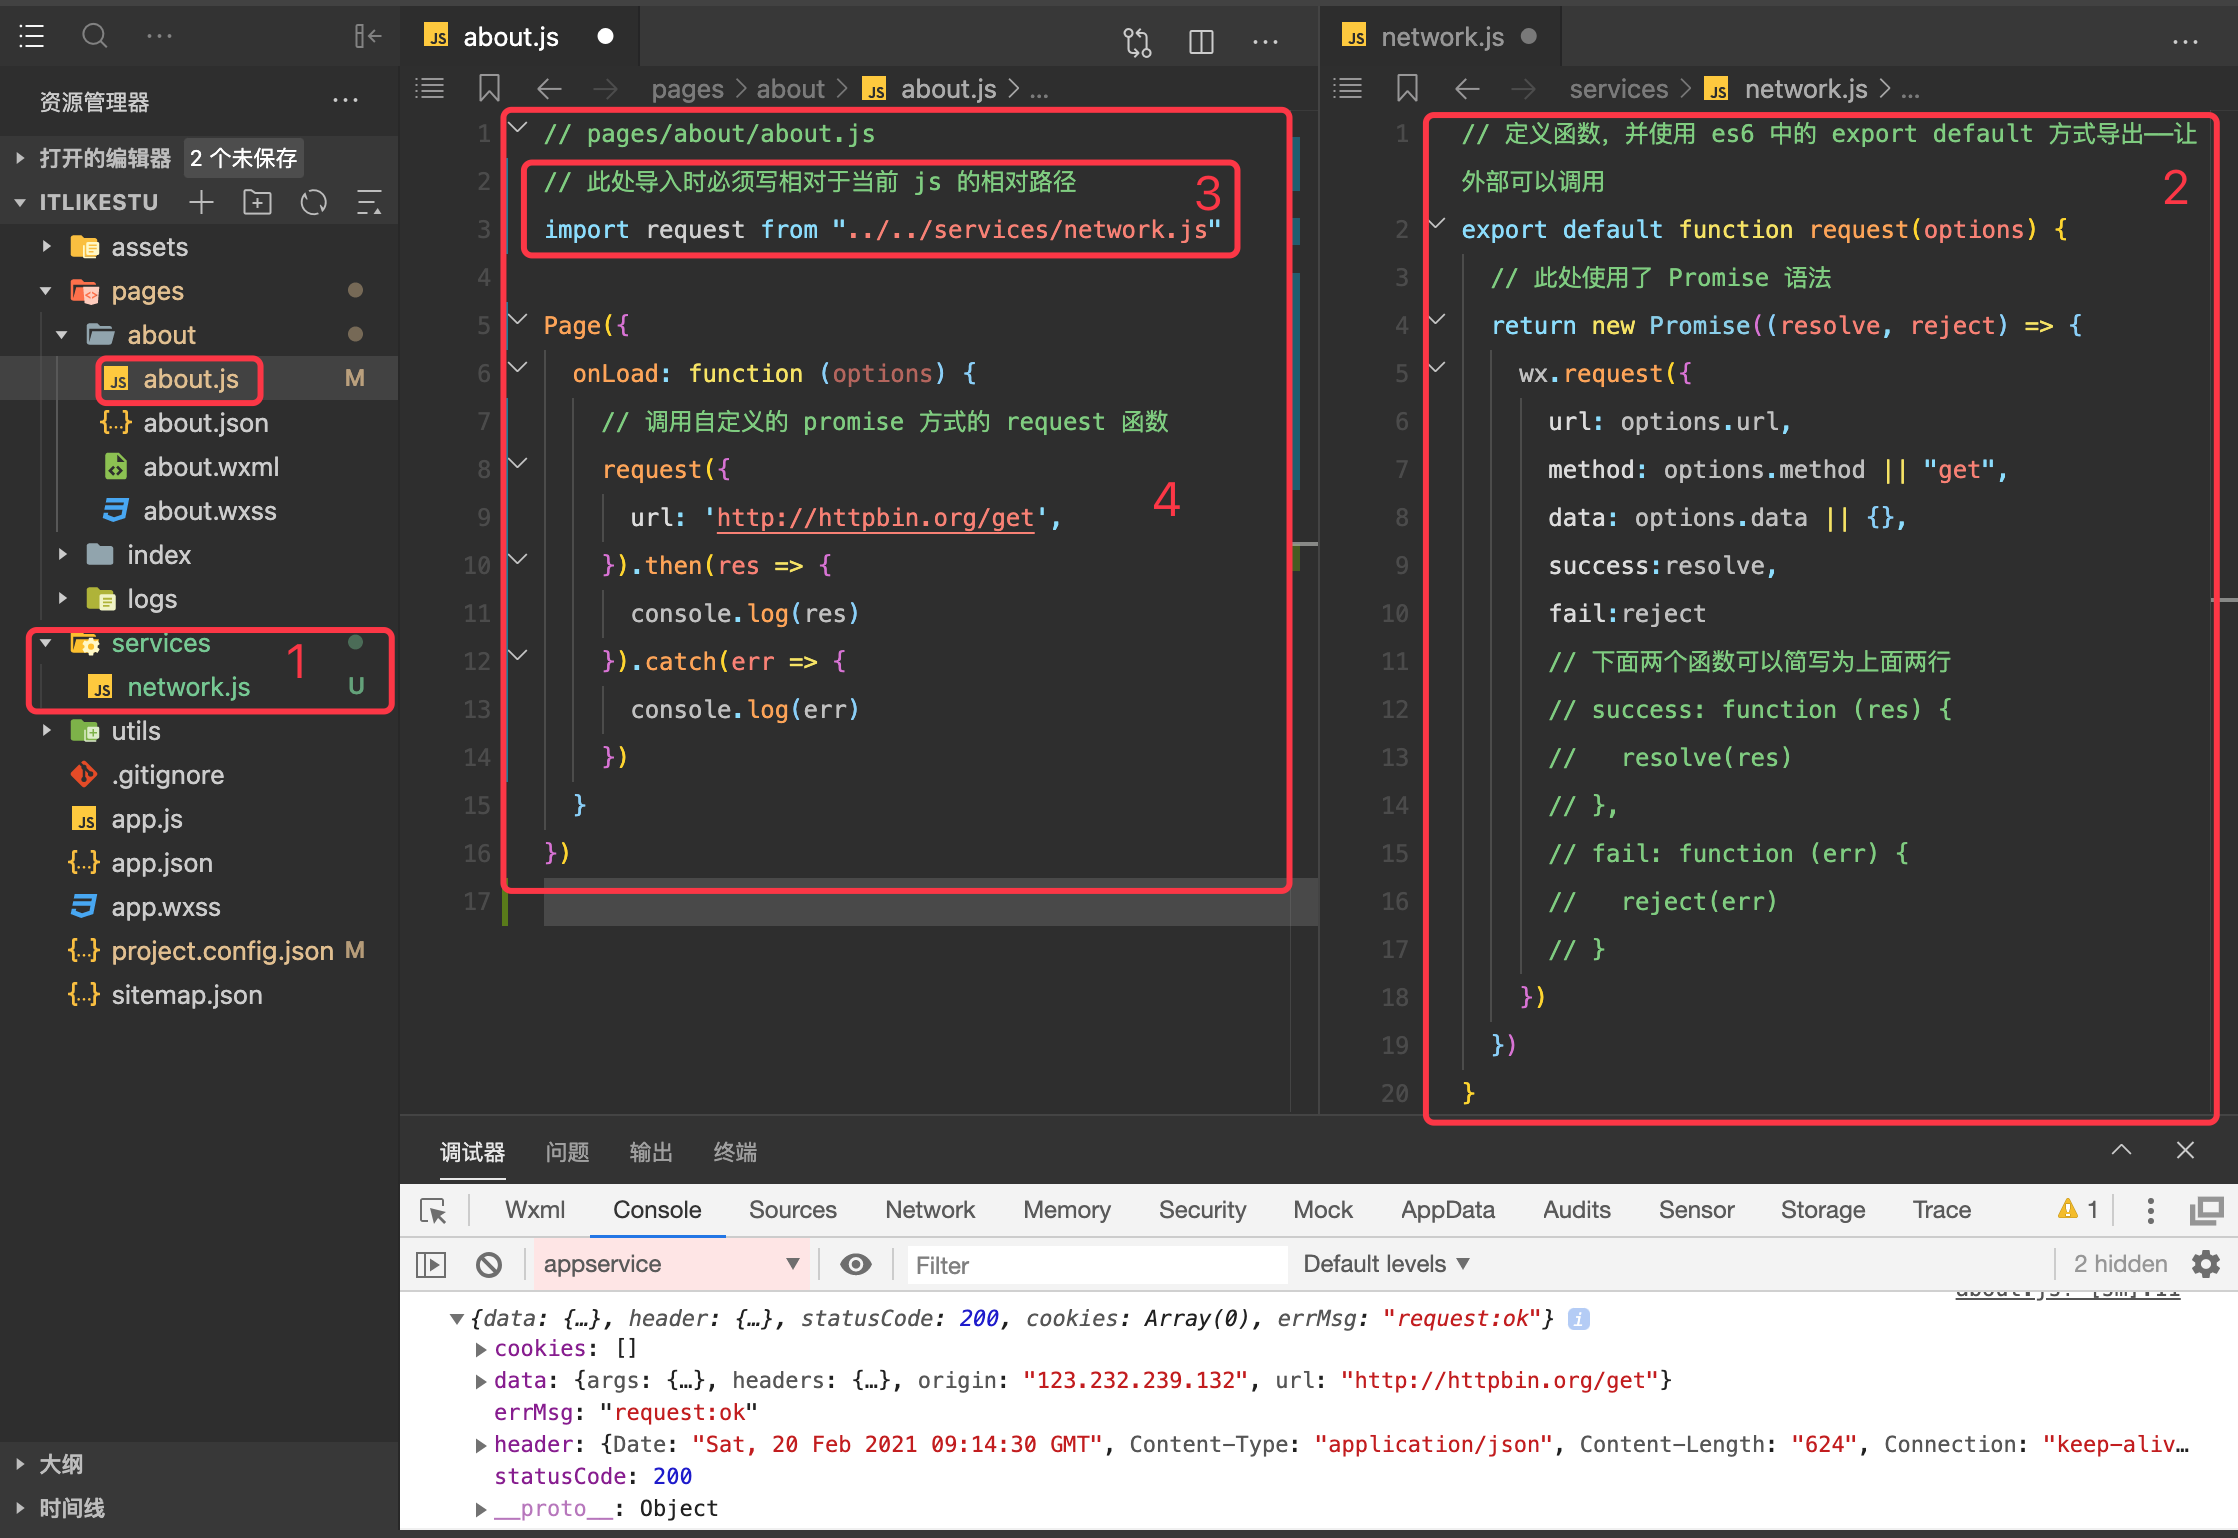 资源管理器
打开的编辑器 2 个未保存
ITLIKESTU
assets
pages
about
about.js M
about.json
about.wxml
about.wxss
index
logs
services
network.js U
1
utils
.gitignore
app.js
app.json
app.wxss
project.config.json M
sitemap.json
大纲
时间线
about.js
pages > about > about.js > ...
1 // pages/about/about.js
2 // 此处导入时必须写相对于当前 js 的相对路径
3 import request from "../../services/network.js"
3
4
5 Page({
6 onLoad: function (options) {
7 // 调用自定义的 promise 方式的 request 函数
8 request({
9 url: 'http://httpbin.org/get',
4
10 }).then(res => {
11 console.log(res)
12 }).catch(err => {
13 console.log(err)
14 })
15 }
16 })
17
network.js
services > network.js > ...
1 // 定义函数，并使用 es6 中的 export default 方式导出——让
外部可以调用
2
2 export default function request(options) {
3 // 此处使用了 Promise 语法
4 return new Promise((resolve, reject) => {
5 wx.request({
6 url: options.url,
7 method: options.method || "get",
8 data: options.data || {},
9 success:resolve,
10 fail:reject
11 // 下面两个函数可以简写为上面两行
12 // success: function (res) {
13 // resolve(res)
14 // },
15 // fail: function (err) {
16 // reject(err)
17 // }
18 })
19 })
20 }
调试器 问题 输出 终端
Wxml Console Sources Network Memory Security Mock AppData Audits Sensor Storage Trace 1
appservice Filter Default levels 2 hidden
{data: {…}, header: {…}, statusCode: 200, cookies: Array(0), errMsg: "request:ok"}
cookies: []
data: {args: {…}, headers: {…}, origin: "123.232.239.132", url: "http://httpbin.org/get"}
errMsg: "request:ok"
header: {Date: "Sat, 20 Feb 2021 09:14:30 GMT", Content-Type: "application/json", Content-Length: "624", Connection: "keep-aliv…
statusCode: 200
__proto__: Object